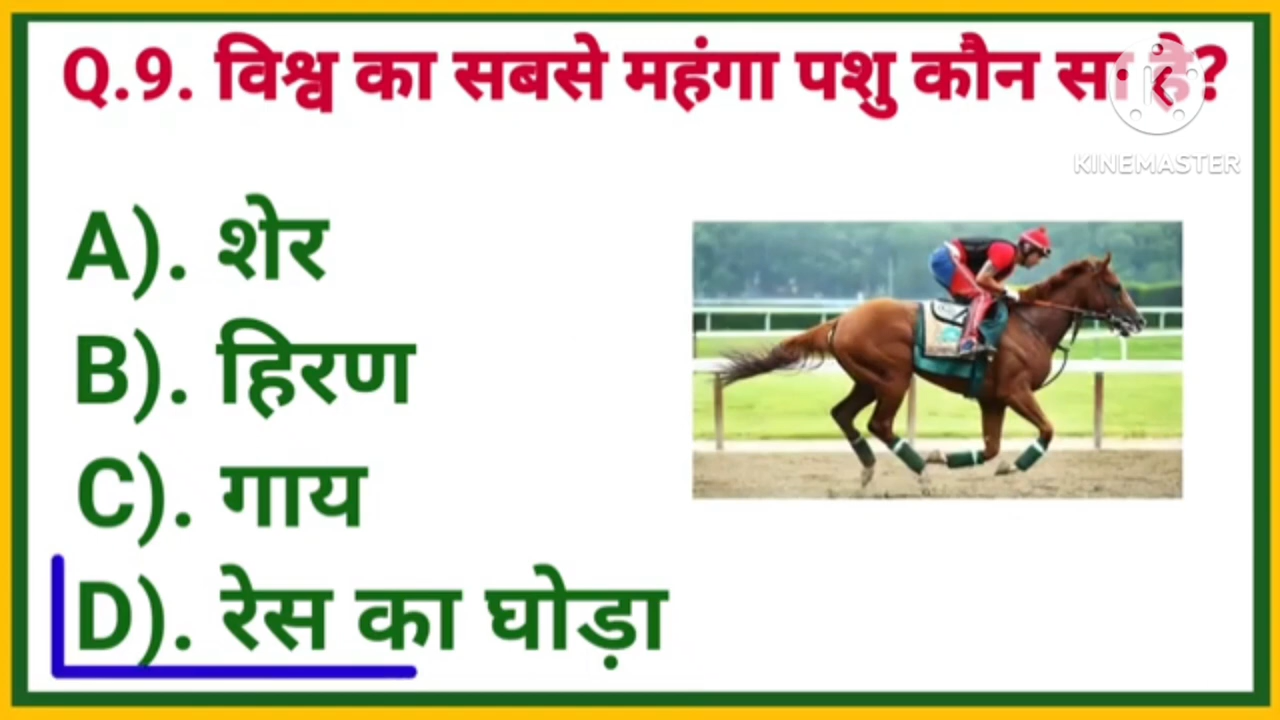 Q.9. विश्व का सबसे महंगा पशु कौन सा है?
KINEMASTER
A). शेर
B). हिरण
C). गाय
D). रेस का घोड़ा